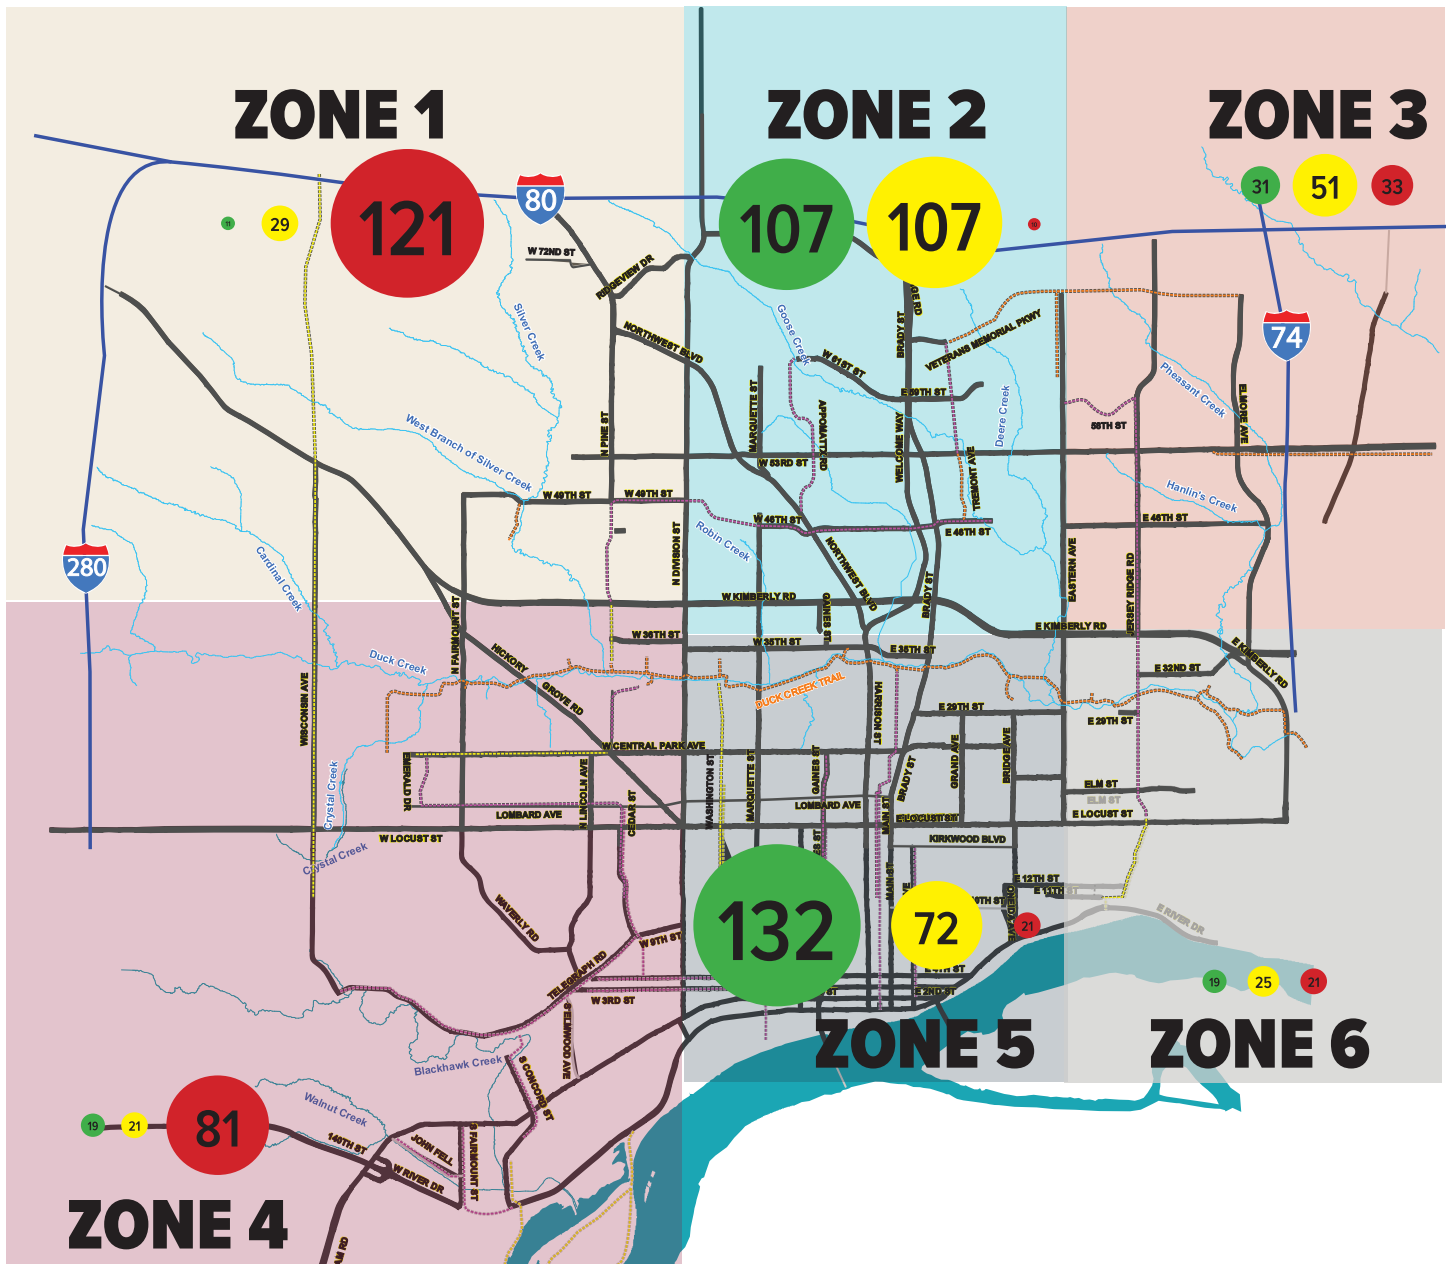 ZONE 1
ZONE 2
ZONE 3
11
29
121
80
107
107
31
51
33
W 72ND ST
RIDGEVIEW DR
Silver Creek
NORTHWEST BLVD
Goose Creek
BRADY ST
VETERANS MEMORIAL PKWY
74
W 61ST ST
E 59TH ST
Pheasant Creek
ELMORE AVE
West Branch of Silver Creek
N PINE ST
MARQUETTE ST
WELCOME WAY
Deere Creek
58TH ST
W 53RD ST
TREMONT AVE
W 49TH ST
W 49TH ST
Hanlin's Creek
W 46TH ST
E 46TH ST
E 46TH ST
Robin Creek
N DIVISION ST
NORTHWEST BLVD
280
Cardinal Creek
EASTERN AVE
JERSEY RIDGE RD
BRADY ST
W KIMBERLY RD
GAINES ST
N FAIRMOUNT ST
E KIMBERLY RD
W 36TH ST
W 35TH ST
E 35TH ST
E KIMBERLY RD
Duck Creek
HICKORY
GROVE RD
E 32ND ST
DUCK CREEK TRAIL
WISCONSIN AVE
HARRISON ST
E 29TH ST
E 29TH ST
W CENTRAL PARK AVE
GRAND AVE
BRIDGE AVE
EMERALD DR
Crystal Creek
N LINCOLN AVE
CEDAR ST
WASHINGTON ST
MARQUETTE ST
GAINES ST
BRADY ST
ELM ST
ELM ST
LOMBARD AVE
LOMBARD AVE
MAIN ST
E LOCUST ST
E LOCUST ST
W LOCUST ST
KIRKWOOD BLVD
Crystal Creek
MAIN ST
E 12TH ST
E 11TH ST
WAVERLY RD
132
72
21
E RIVER DR
W 9TH ST
TELEGRAPH RD
W 3RD ST
ST
E 2ND ST
19
25
21
S ELMWOOD AVE
ZONE 5
ZONE 6
Blackhawk Creek
S CONCORD ST
Walnut Creek
19
21
81
140TH ST
JOHN FELL
W RIVER DR
S FAIRMOUNT ST
ZONE 4
AM RD